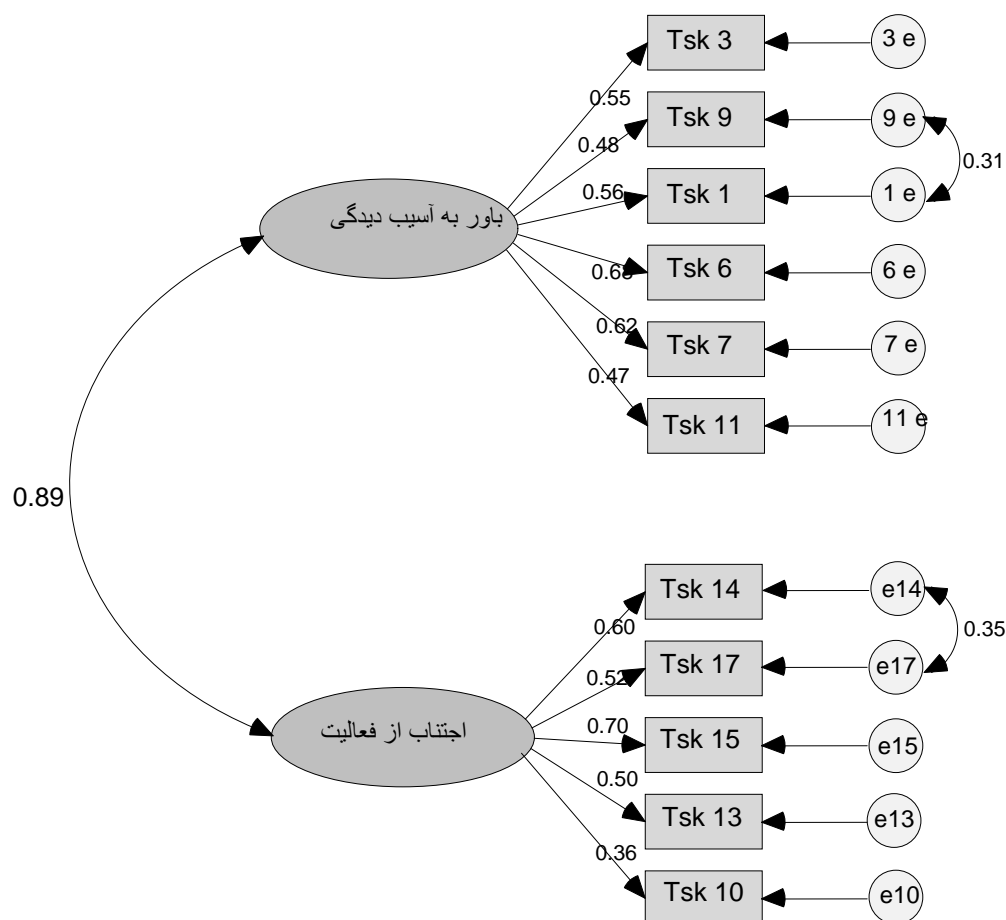 Tsk 3
3 e
0.55
Tsk 9
9 e
0.48
0.31
Tsk 1
1 e
0.56
باور به آسیب دیدگی
Tsk 6
6 e
Tsk 7
7 e
0.62
0.47
Tsk 11
11 e
0.89
Tsk 14
e14
0.60
0.35
Tsk 17
e17
0.52
اجتناب از فعالیت
0.70
Tsk 15
e15
0.50
Tsk 13
e13
0.36
Tsk 10
e10